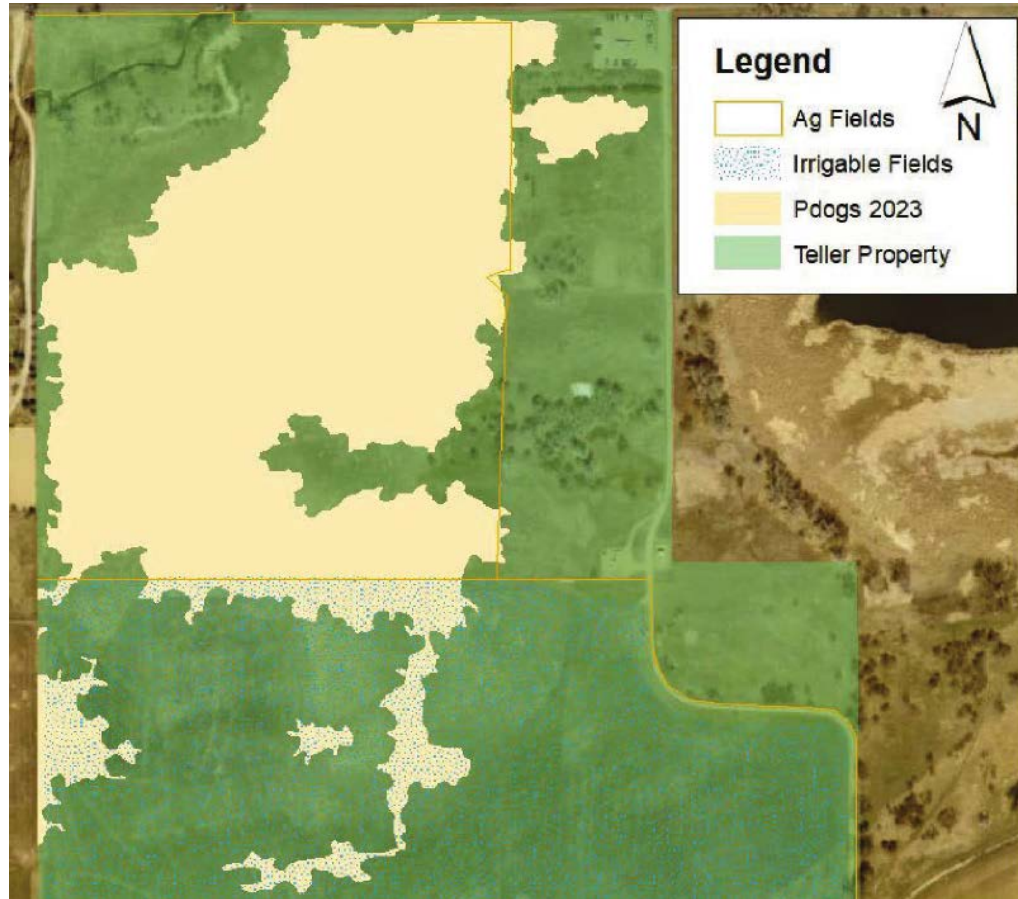 Legend
N
Ag Fields
Irrigable Fields
Pdogs 2023
Teller Property